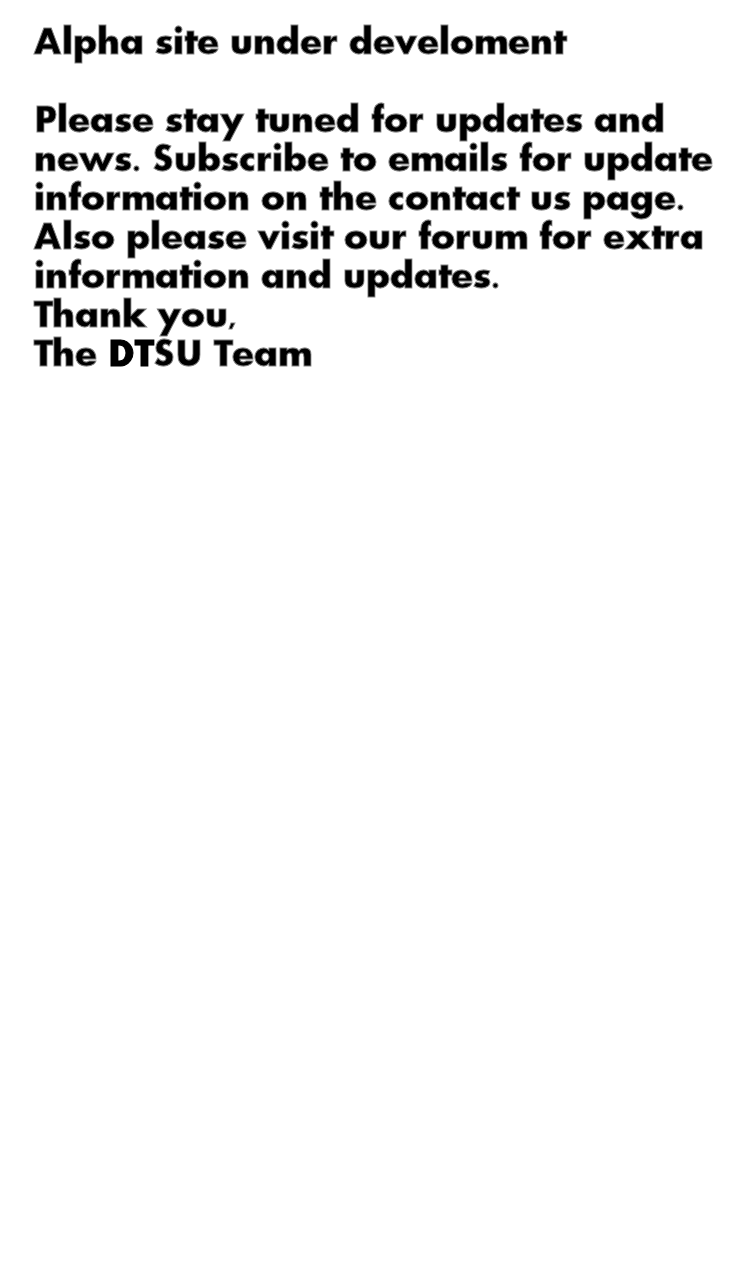 Alpha site under develoment
Please stay tuned for updates and
news. Subscribe to emails for update
information on the contact us page.
Also please visit our forum for extra
information and updates.
Thank you,
The DTSU Team